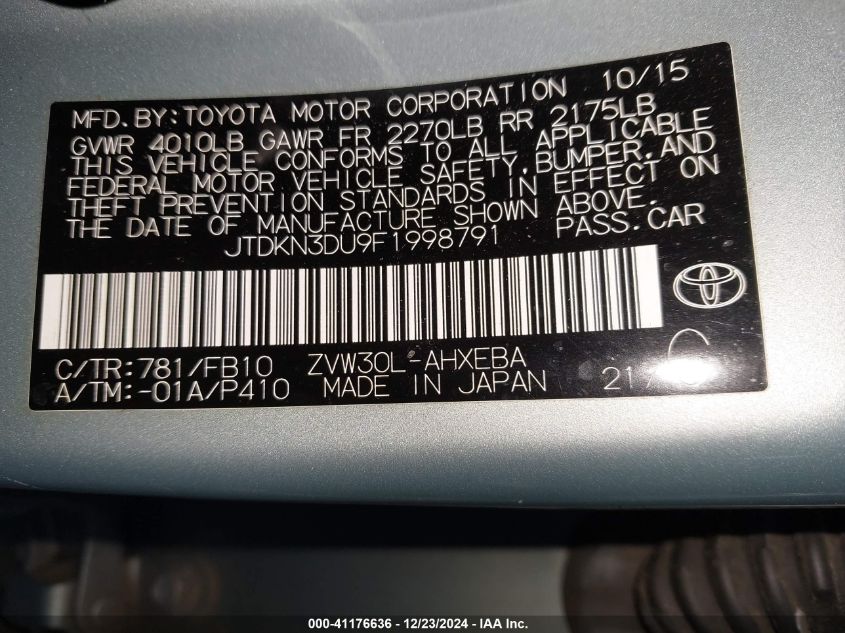 MFD. BY: TOYOTA MOTOR CORPORATION 10/15
GVWR 4010LB GAWR FR 2270LB RR 2175LB
THIS VEHICLE CONFORMS TO ALL APPLICABLE
FEDERAL MOTOR VEHICLE SAFETY, BUMPER, AND
THEFT PREVENTION STANDARDS IN EFFECT ON
THE DATE OF MANUFACTURE SHOWN ABOVE.
JTDKN3DU9F1998791 PASS. CAR
C/TR: 781/FB10 ZVW30L-AHXEBA C
A/TM: -01A/P410 MADE IN JAPAN
000-41176636 - 12/23/2024 - IAA Inc.